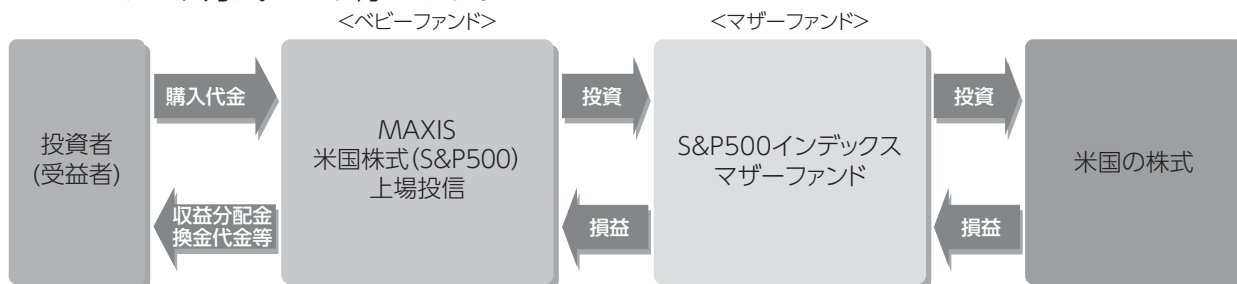 <ベビーファンド>
<マザーファンド>
投資者
(受益者)
購入代金
収益分配金
換金代金等
MAXIS
米国株式(S&P500)
上場投信
投資
損益
S&P500インデックス
マザーファンド
投資
損益
米国の株式